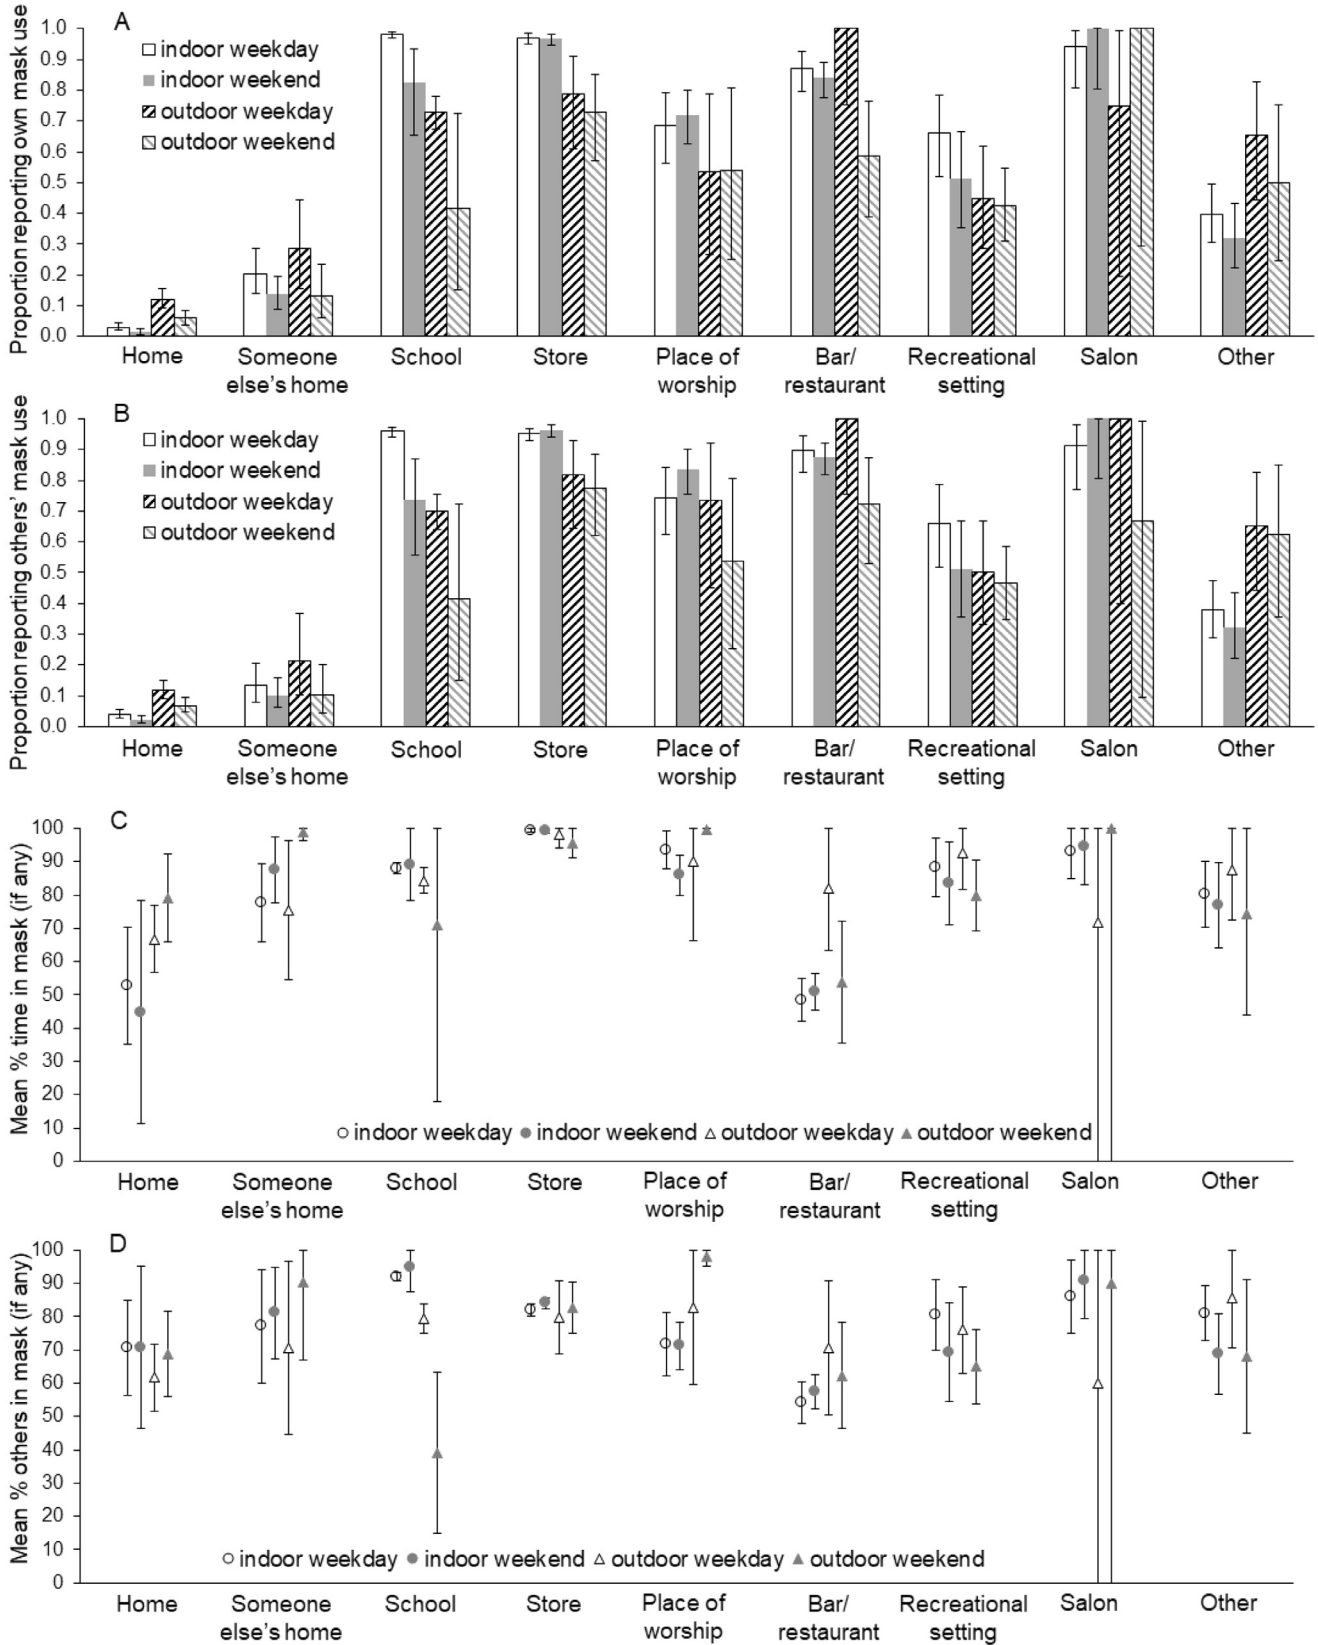 A
Proportion reporting own mask use
1.0
0.9
0.8
0.7
0.6
0.5
0.4
0.3
0.2
0.1
0.0
indoor weekday
indoor weekend
outdoor weekday
outdoor weekend
Home
Someone
else's home
School
Store
Place of
worship
Bar/
restaurant
Recreational
setting
Salon
Other
B
Proportion reporting others' mask use
1.0
0.9
0.8
0.7
0.6
0.5
0.4
0.3
0.2
0.1
0.0
indoor weekday
indoor weekend
outdoor weekday
outdoor weekend
Home
Someone
else's home
School
Store
Place of
worship
Bar/
restaurant
Recreational
setting
Salon
Other
C
Mean % time in mask (if any)
100
90
80
70
60
50
40
30
20
10
0
indoor weekday indoor weekend outdoor weekday outdoor weekend
Home
Someone
else's home
School
Store
Place of
worship
Bar/
restaurant
Recreational
setting
Salon
Other
D
Mean % others in mask (if any)
100
90
80
70
60
50
40
30
20
10
0
indoor weekday indoor weekend outdoor weekday outdoor weekend
Home
Someone
else's home
School
Store
Place of
worship
Bar/
restaurant
Recreational
setting
Salon
Other